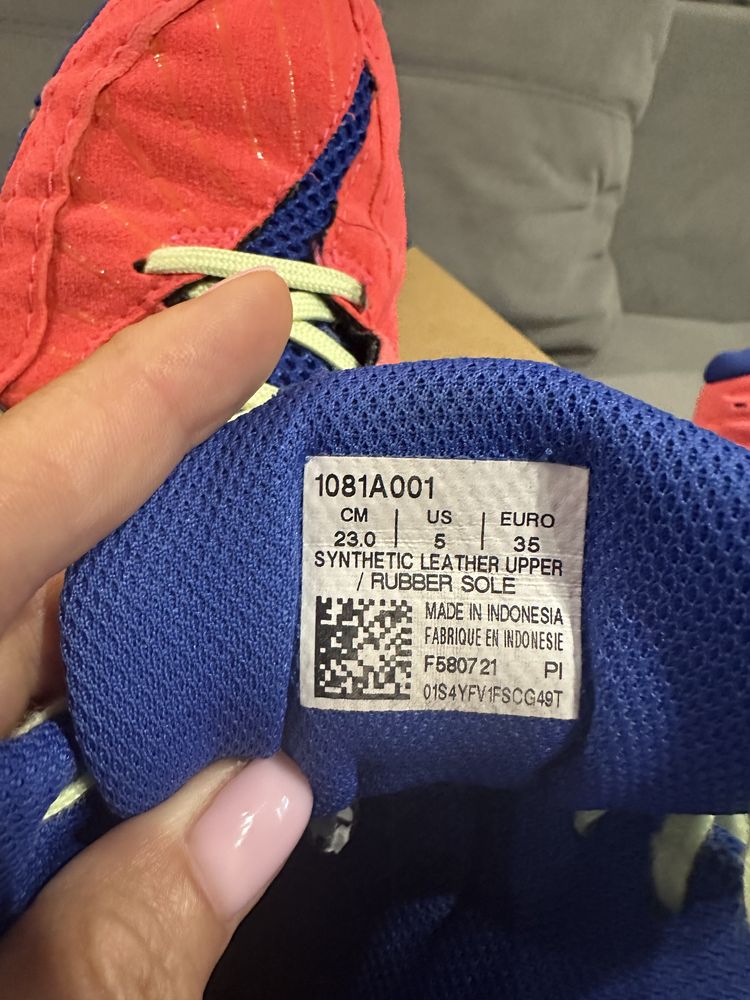 1081A001
CM | US | EURO
23.0 | 5 | 35
SYNTHETIC LEATHER UPPER
/ RUBBER SOLE
MADE IN INDONESIA
FABRIQUE EN INDONESIE
F580721 PI
01S4YFV1FSCG49T